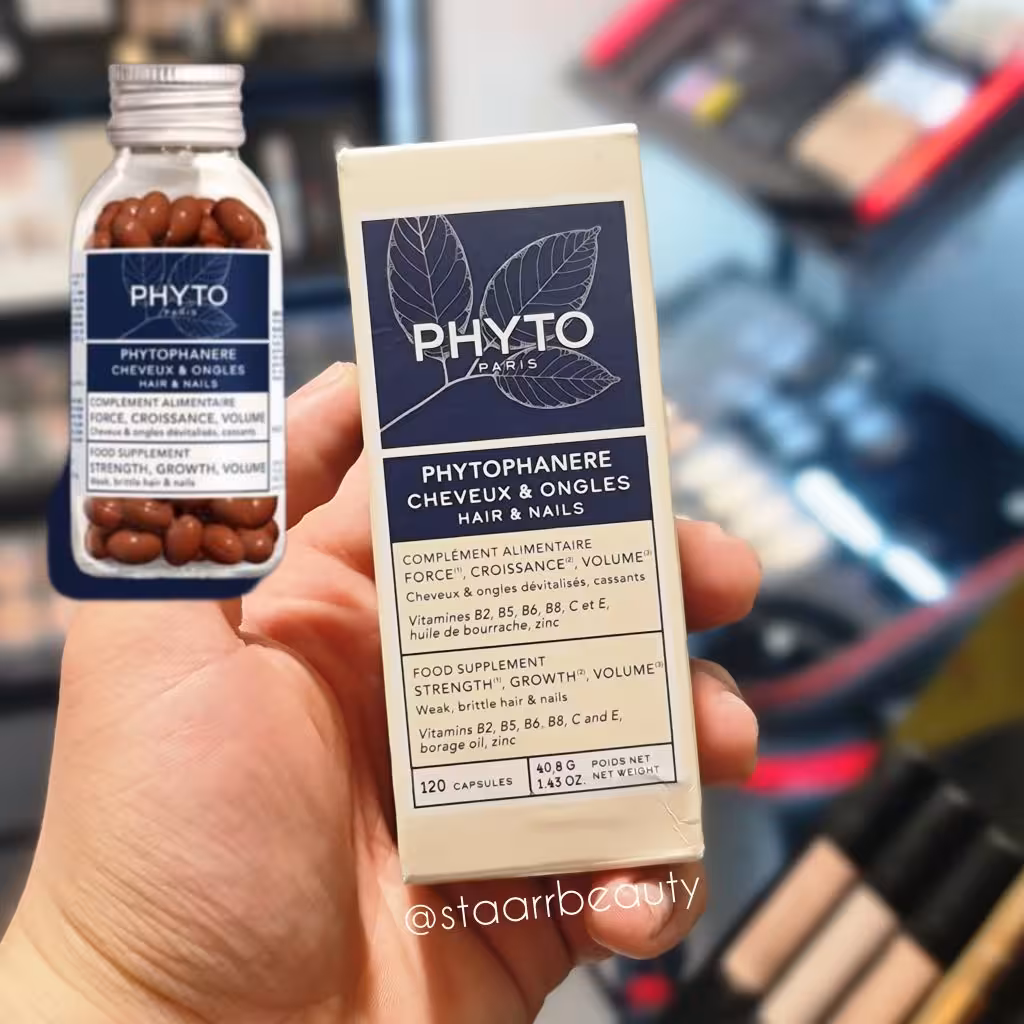 PHYTO
PARIS
PHYTOPHANERE
CHEVEUX & ONGLES
HAIR & NAILS
COMPLÉMENT ALIMENTAIRE
FORCE, CROISSANCE, VOLUME
Cheveux & ongles dévitalisés, cassants
FOOD SUPPLEMENT
STRENGTH, GROWTH, VOLUME
Weak, brittle hair & nails
PHYTO
PARIS
PHYTOPHANERE
CHEVEUX & ONGLES
HAIR & NAILS
COMPLÉMENT ALIMENTAIRE
FORCE(1), CROISSANCE(2), VOLUME(3)
Cheveux & ongles dévitalisés, cassants
Vitamines B2, B5, B6, B8, C et E,
huile de bourrache, zinc
FOOD SUPPLEMENT
STRENGTH(1), GROWTH(2), VOLUME(3)
Weak, brittle hair & nails
Vitamins B2, B5, B6, B8, C and E,
borage oil, zinc
120 CAPSULES
40,8 G POIDS NET
1.43 OZ. NET WEIGHT
@staarrbeauty